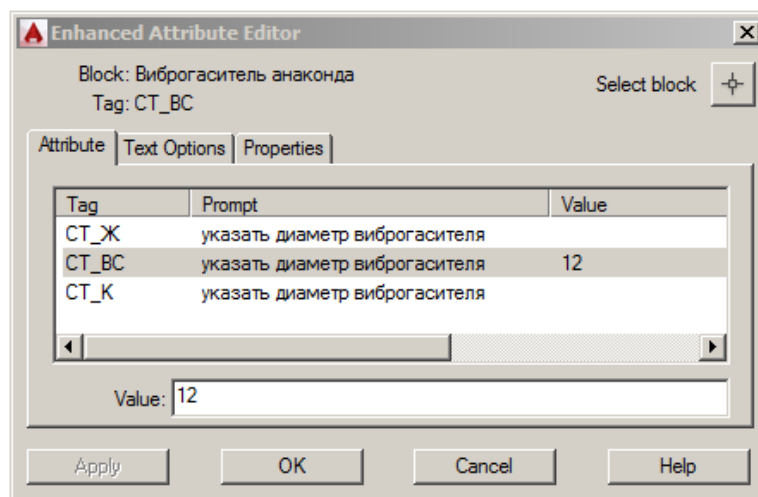 Enhanced Attribute Editor
Block: Виброгаситель анаконда
Tag: СТ_ВС
Select block
Attribute Text Options Properties
Tag Prompt Value
СТ_Ж указать диаметр виброгасителя
СТ_ВС указать диаметр виброгасителя 12
СТ_К указать диаметр виброгасителя
Value: 12
Apply OK Cancel Help